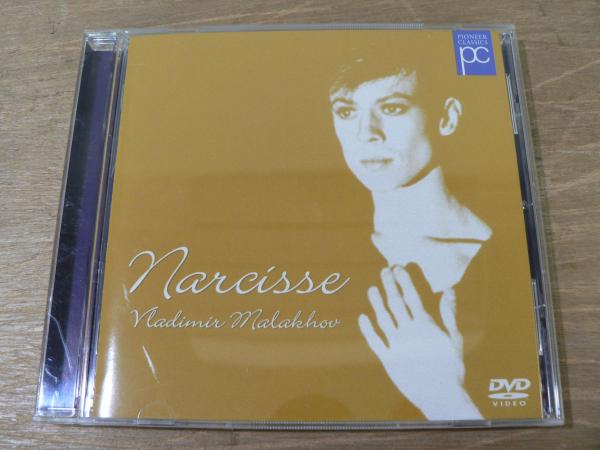 PIONEER
CLASSICS
pc
Narcisse
Vladimir Malakhov
DVD
VIDEO